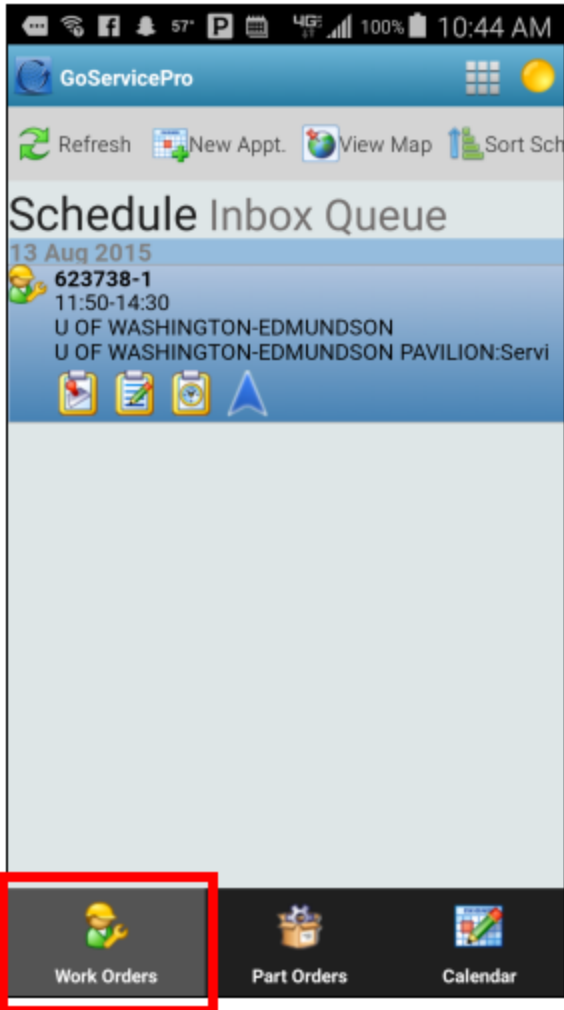 57° P 4G 100% 10:44 AM
GoServicePro
Refresh New Appt. View Map Sort Sch
Schedule Inbox Queue
13 Aug 2015
623738-1
11:50-14:30
U OF WASHINGTON-EDMUNDSON
U OF WASHINGTON-EDMUNDSON PAVILION:Servi
Work Orders Part Orders Calendar